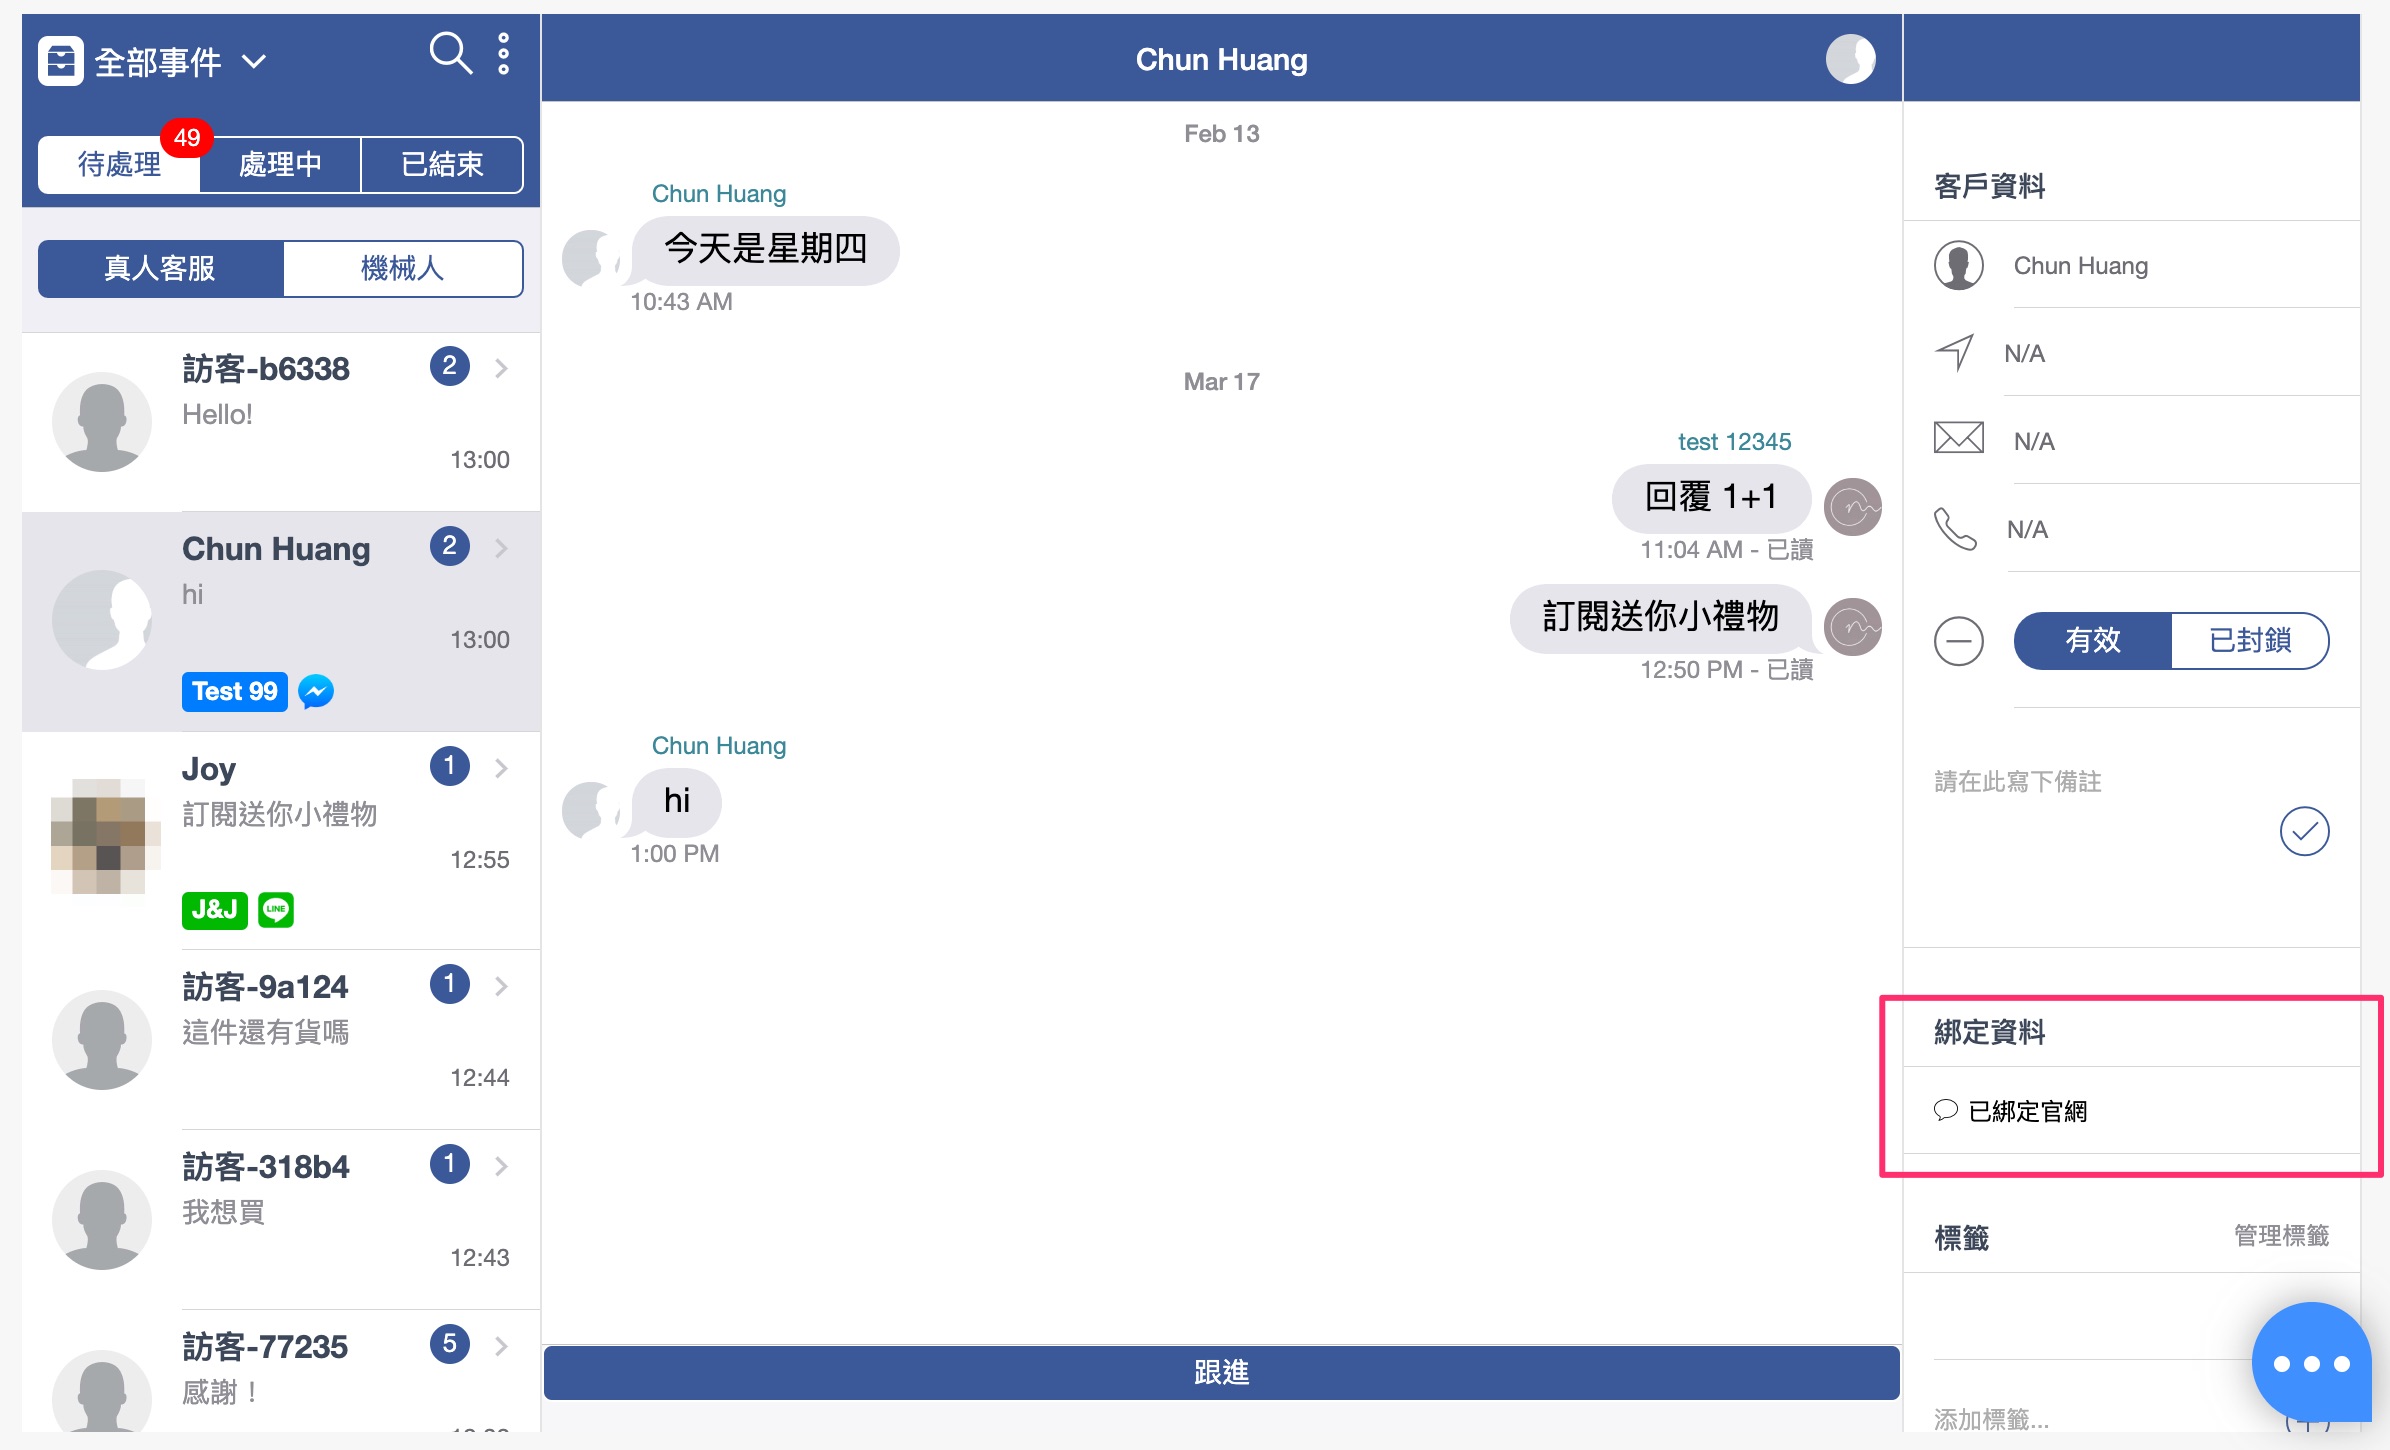 全部事件
49
待處理
處理中
已結束
真人客服
機械人
訪客-b6338
2
Hello!
13:00
Chun Huang
2
hi
13:00
Test 99
Joy
1
訂閱送你小禮物
12:55
J&J
LINE
訪客-9a124
1
這件還有貨嗎
12:44
訪客-318b4
1
我想買
12:43
訪客-77235
5
感謝！
Chun Huang
Feb 13
Chun Huang
今天是星期四
10:43 AM
Mar 17
test 12345
回覆 1+1
11:04 AM - 已讀
訂閱送你小禮物
12:50 PM - 已讀
Chun Huang
hi
1:00 PM
跟進
客戶資料
Chun Huang
N/A
N/A
N/A
有效
已封鎖
請在此寫下備註
綁定資料
已綁定官網
標籤
管理標籤
添加標籤...